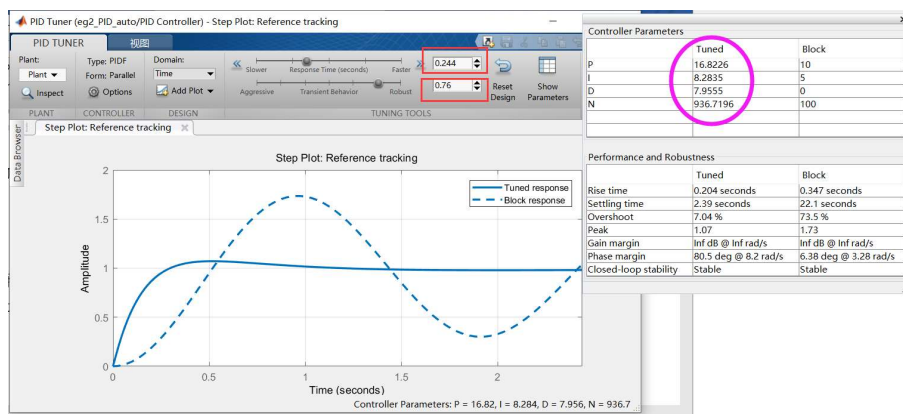 PID Tuner (eg2_PID_auto/PID Controller) - Step Plot: Reference tracking
PID TUNER 视图
Plant:
Plant
Inspect
PLANT
Type: PIDF
Form: Parallel
Options
CONTROLLER
Domain:
Time
Add Plot
DESIGN
Slower Response Time (seconds) Faster 0.244
Aggressive Transient Behavior Robust 0.76
Reset
Design
Show
Parameters
TUNING TOOLS
Data Browser
Step Plot: Reference tracking
Step Plot: Reference tracking
Tuned response
Block response
Amplitude
2
1.5
1
0.5
0
0 0.5 1 1.5 2
Time (seconds)
Controller Parameters: P = 16.82, I = 8.284, D = 7.956, N = 936.7
Controller Parameters
Tuned Block
P 16.8226 10
I 8.2835 5
D 7.9555 0
N 936.7196 100
Performance and Robustness
Tuned Block
Rise time 0.204 seconds 0.347 seconds
Settling time 2.39 seconds 22.1 seconds
Overshoot 7.04 % 73.5 %
Peak 1.07 1.73
Gain margin Inf dB @ Inf rad/s Inf dB @ Inf rad/s
Phase margin 80.5 deg @ 8.2 rad/s 6.38 deg @ 3.28 rad/s
Closed-loop stability Stable Stable